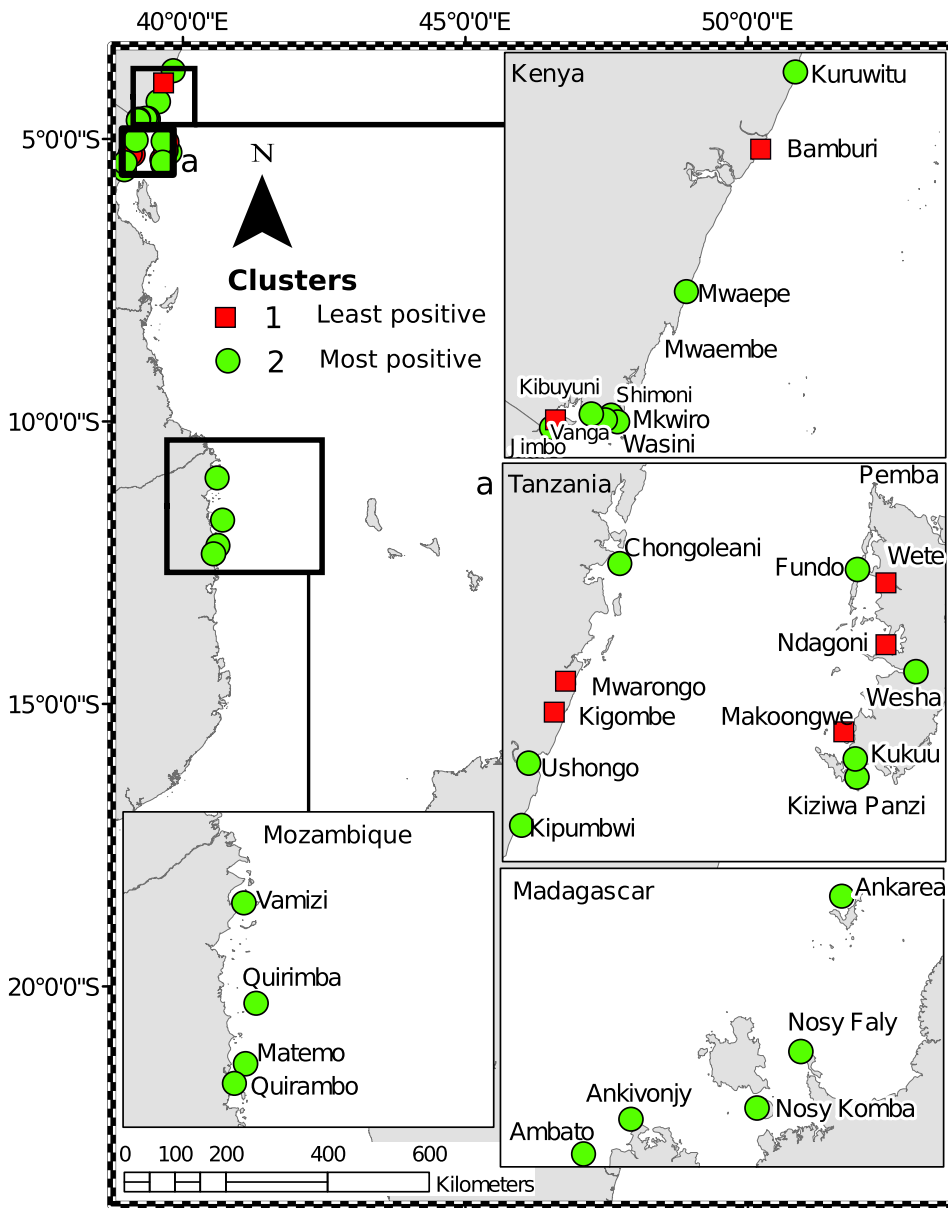 40°0'0"E
45°0'0"E
50°0'0"E
5°0'0"S
10°0'0"S
15°0'0"S
20°0'0"S
a
N
Clusters
1 Least positive
2 Most positive
Kenya
Kuruwitu
Bamburi
Mwaepe
Mwaembe
Kibuyuni
Shimoni
Mkwiro
Vanga
Wasini
Jimbo
a
Tanzania
Pemba
Chongoleani
Wete
Fundo
Ndagoni
Mwarongo
Wesha
Kigombe
Makoongwe
Kukuu
Ushongo
Kiziwa Panzi
Kipumbwi
Mozambique
Vamizi
Quirimba
Matemo
Quirambo
Madagascar
Ankarea
Nosy Faly
Ankivonjy
Nosy Komba
Ambato
0 100 200 400 600
Kilometers